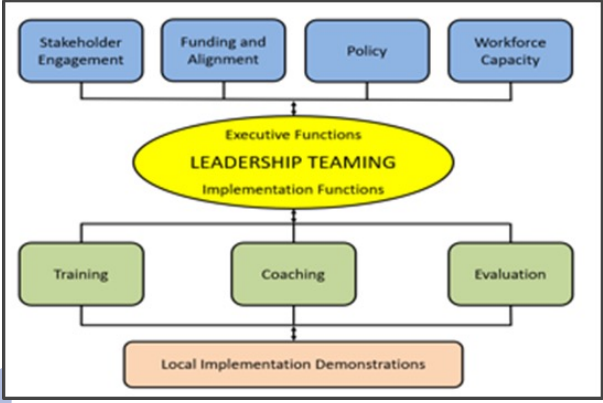 Stakeholder
Engagement
Funding and
Alignment
Policy
Workforce
Capacity
Executive Functions
LEADERSHIP TEAMING
Implementation Functions
Training
Coaching
Evaluation
Local Implementation Demonstrations